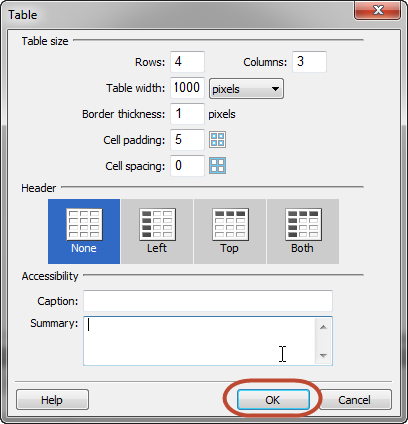 Table
Table size
Rows: 4 Columns: 3
Table width: 1000 pixels
Border thickness: 1 pixels
Cell padding: 5
Cell spacing: 0
Header
None Left Top Both
Accessibility
Caption:
Summary:
Help OK Cancel